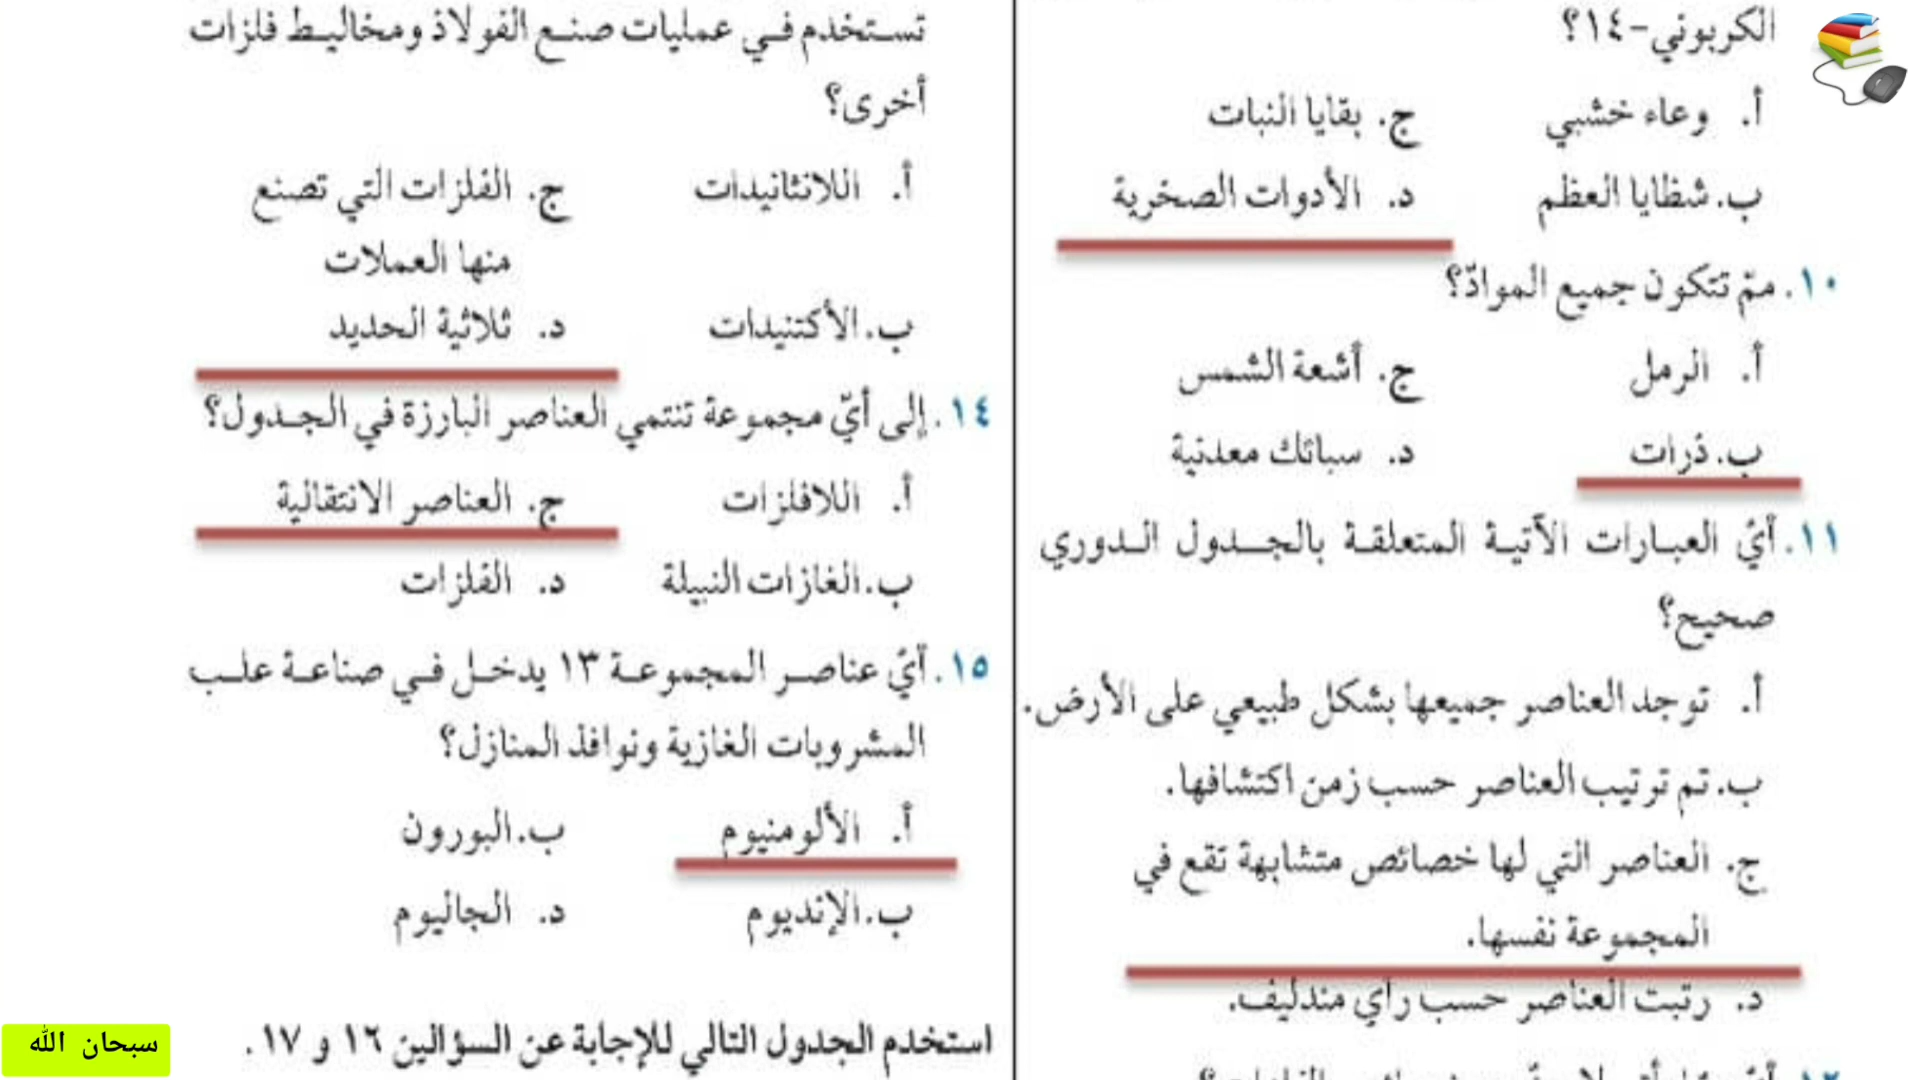 الكربوني-١٤؟
أ. وعاء خشبي ج. بقايا النبات
ب. شظايا العظم د. الأدوات الصخرية
١٠. ممّ تتكون جميع الموادّ؟
أ. الرمل ج. أشعة الشمس
ب. ذرات د. سبائك معدنية
١١. أيّ العبارات الآتية المتعلقة بالجدول الدوري
صحيح؟
أ. توجد العناصر جميعها بشكل طبيعي على الأرض.
ب. تم ترتيب العناصر حسب زمن اكتشافها.
ج. العناصر التي لها خصائص متشابهة تقع في
المجموعة نفسها.
د. رتبت العناصر حسب رأي مندليف.
تستخدم في عمليات صنع الفولاذ ومخاليط فلزات
أخرى؟
أ. اللانثانيدات ج. الفلزات التي تصنع
منها العملات
ب. الأكتنيدات د. ثلاثية الحديد
١٤. إلى أيّ مجموعة تنتمي العناصر البارزة في الجدول؟
أ. اللافلزات ج. العناصر الانتقالية
ب. الغازات النبيلة د. الفلزات
١٥. أيّ عناصر المجموعة ١٣ يدخل في صناعة علب
المشروبات الغازية ونوافذ المنازل؟
أ. الألومنيوم ب. البورون
ب. الإنديوم د. الجاليوم
استخدم الجدول التالي للإجابة عن السؤالين ١٦ و ١٧.
سبحان الله